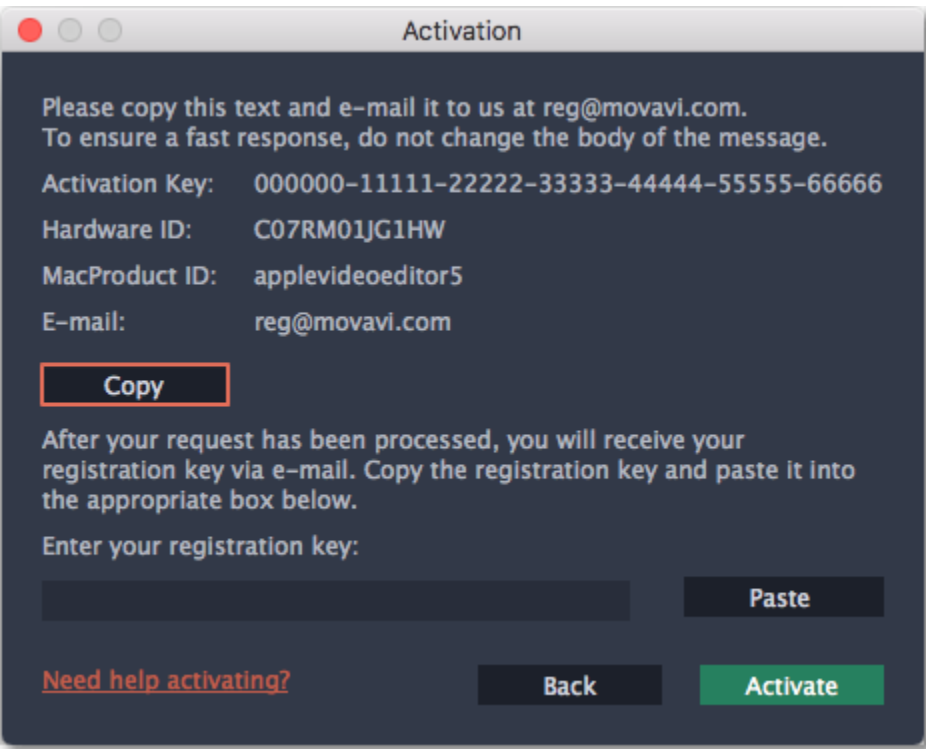 Activation
Please copy this text and e-mail it to us at reg@movavi.com.
To ensure a fast response, do not change the body of the message.
Activation Key: 000000-11111-22222-33333-44444-55555-66666
Hardware ID: C07RM01JG1HW
MacProduct ID: applevideoeditor5
E-mail: reg@movavi.com
Copy
After your request has been processed, you will receive your
registration key via e-mail. Copy the registration key and paste it into
the appropriate box below.
Enter your registration key:
Paste
Need help activating? Back Activate